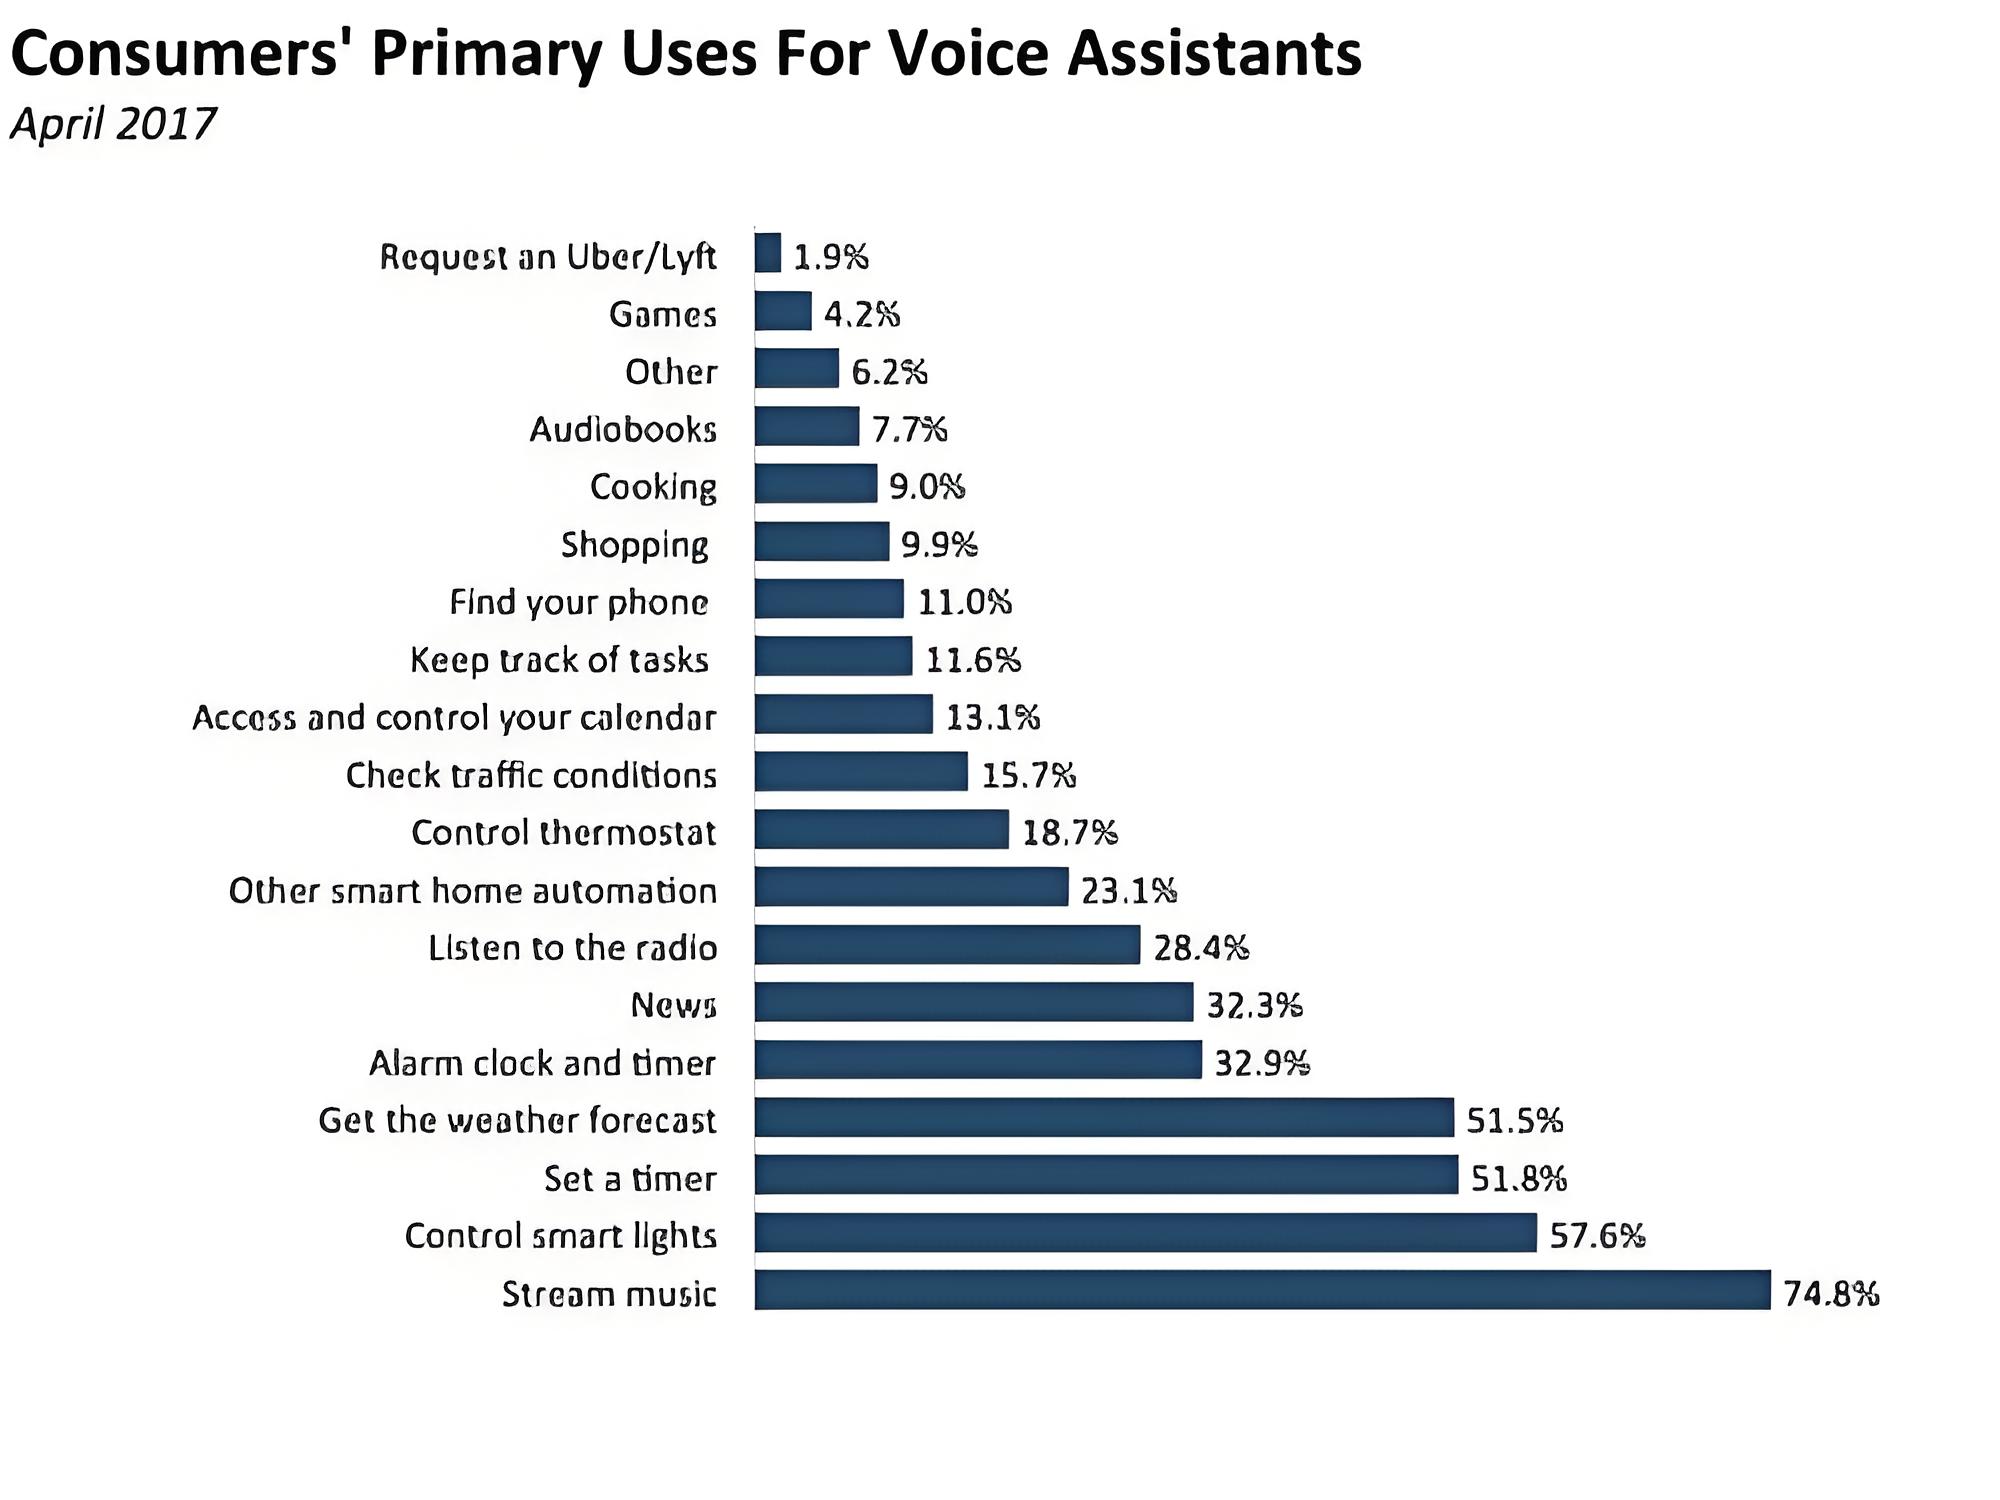 Consumers' Primary Uses For Voice Assistants
April 2017
Request an Uber/Lyft 1.9%
Games 4.2%
Other 6.2%
Audiobooks 7.7%
Cooking 9.0%
Shopping 9.9%
Find your phone 11.0%
Keep track of tasks 11.6%
Access and control your calendar 13.1%
Check traffic conditions 15.7%
Control thermostat 18.7%
Other smart home automation 23.1%
Listen to the radio 28.4%
News 32.3%
Alarm clock and timer 32.9%
Get the weather forecast 51.5%
Set a timer 51.8%
Control smart lights 57.6%
Stream music 74.8%